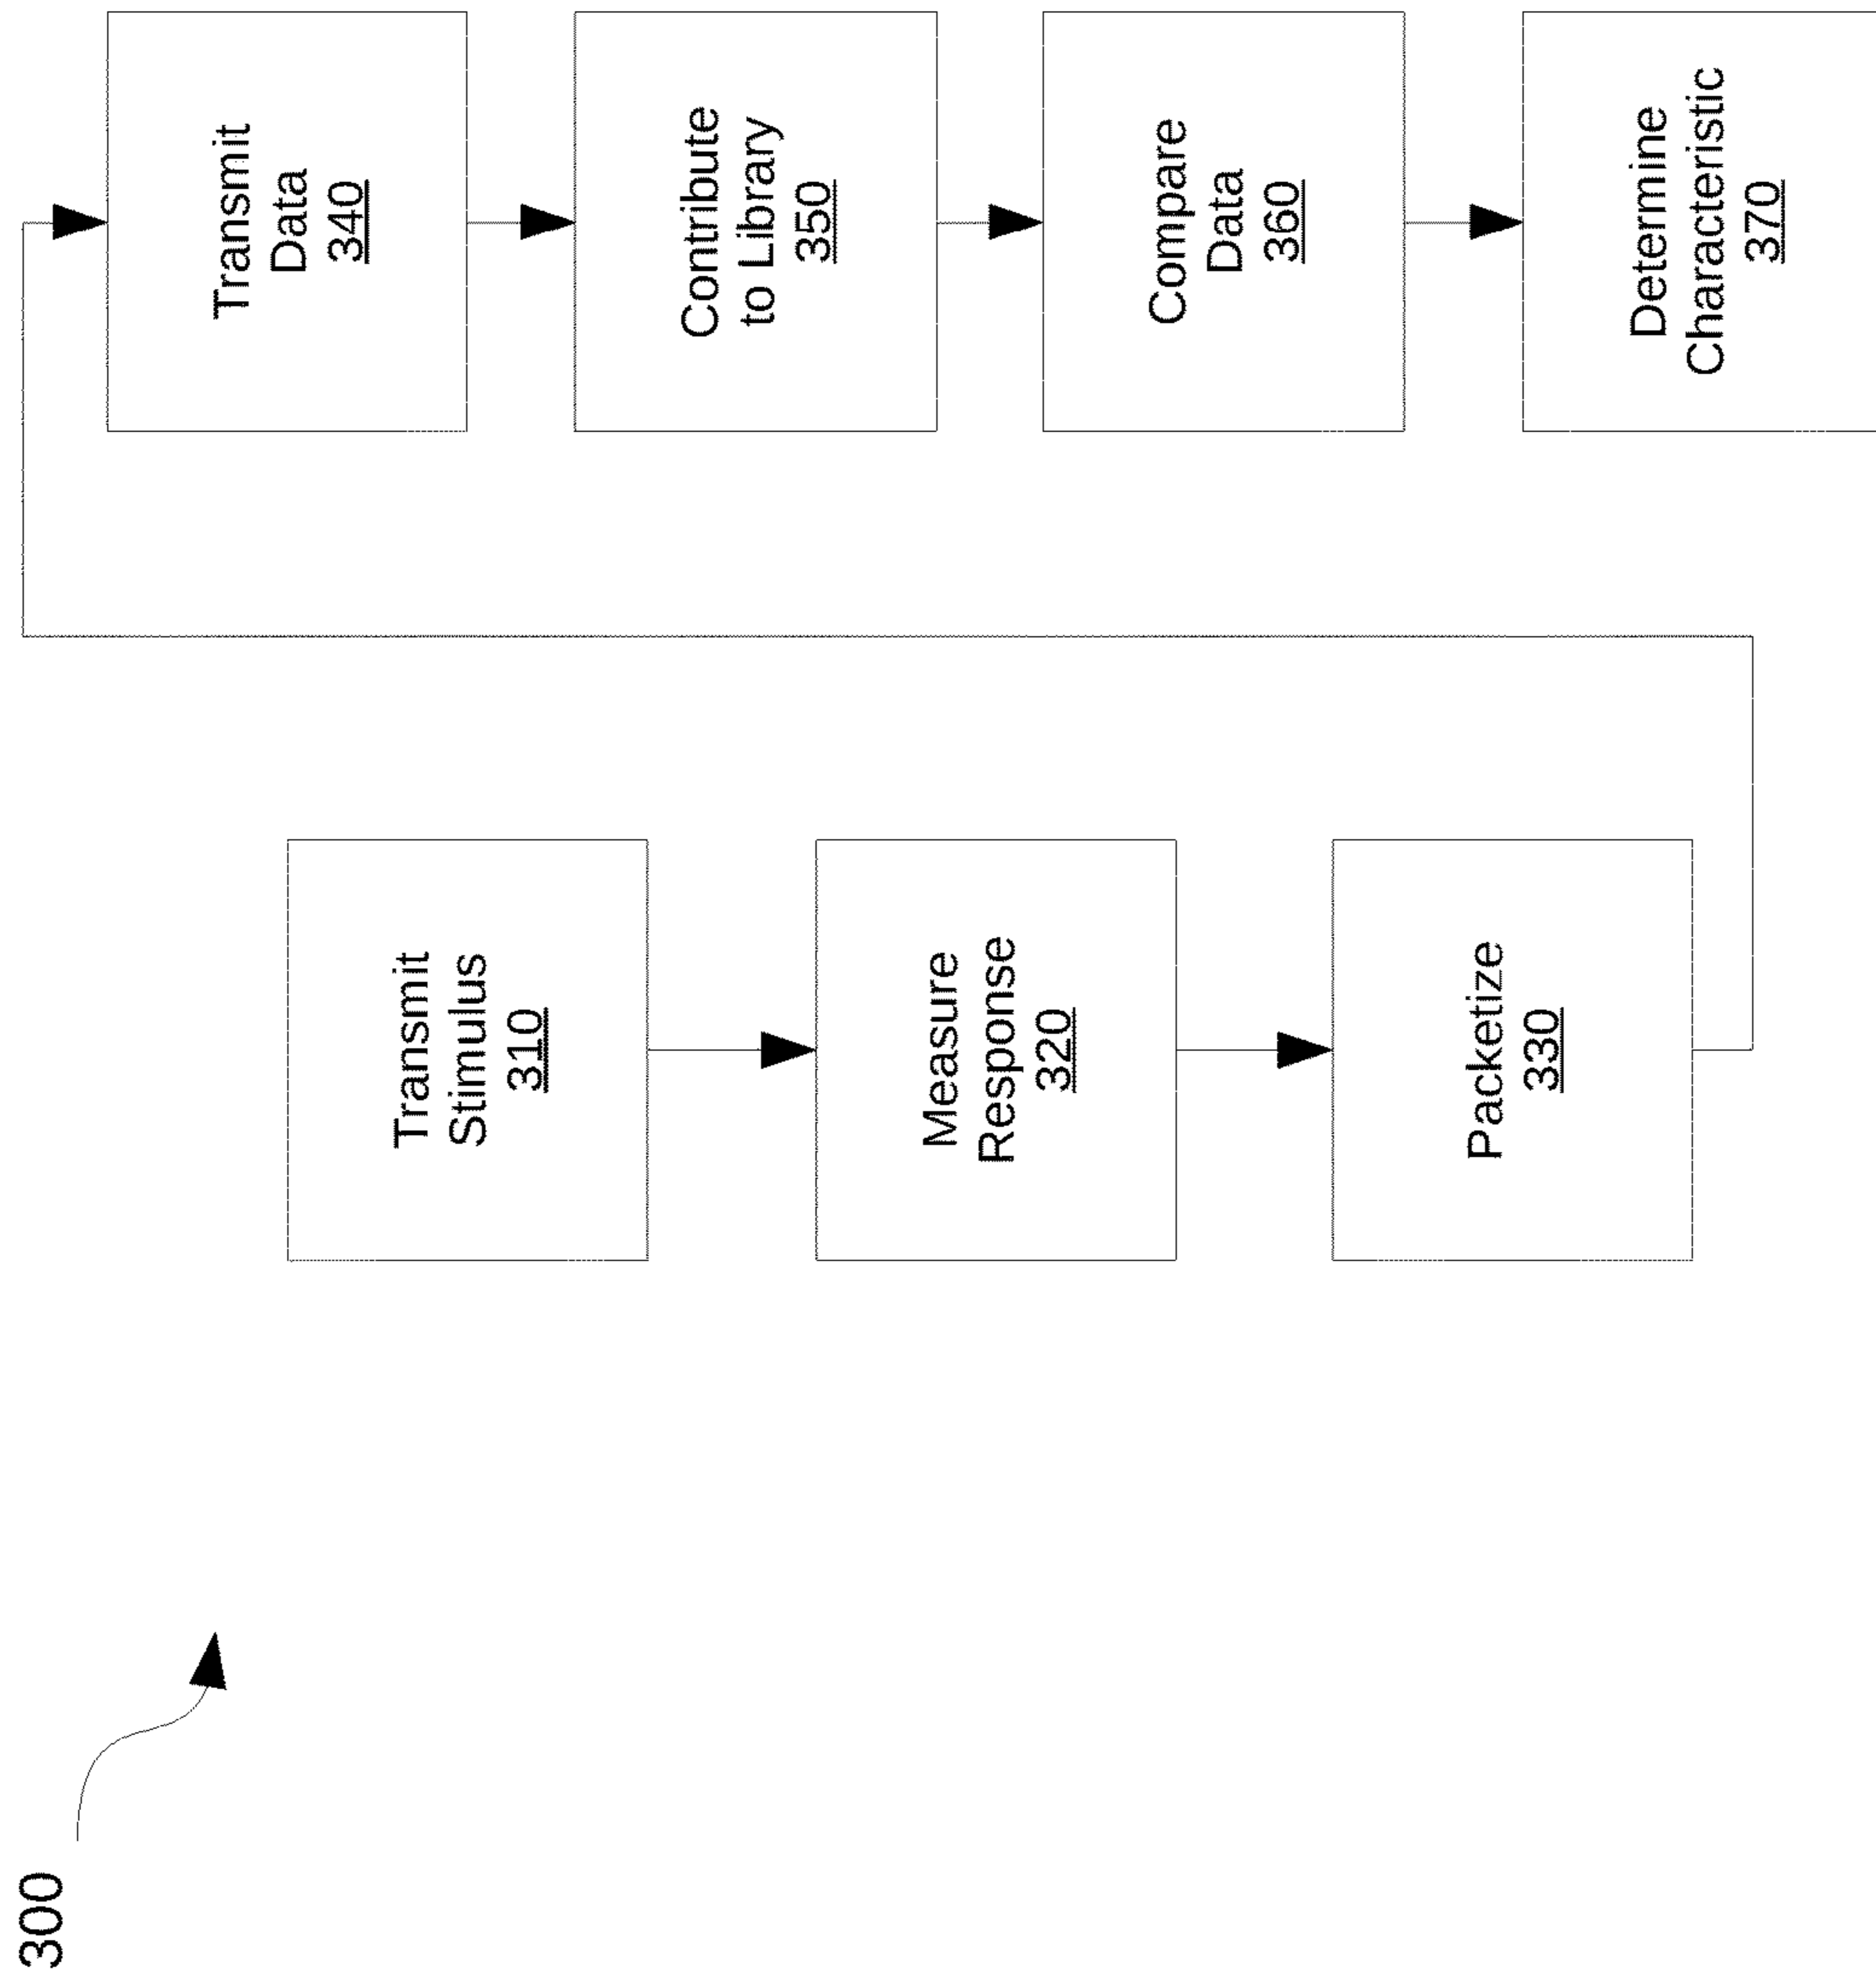 300
Transmit
Stimulus
310
Measure
Response
320
Packetize
330
Transmit
Data
340
Contribute
to Library
350
Compare
Data
360
Determine
Characteristic
370